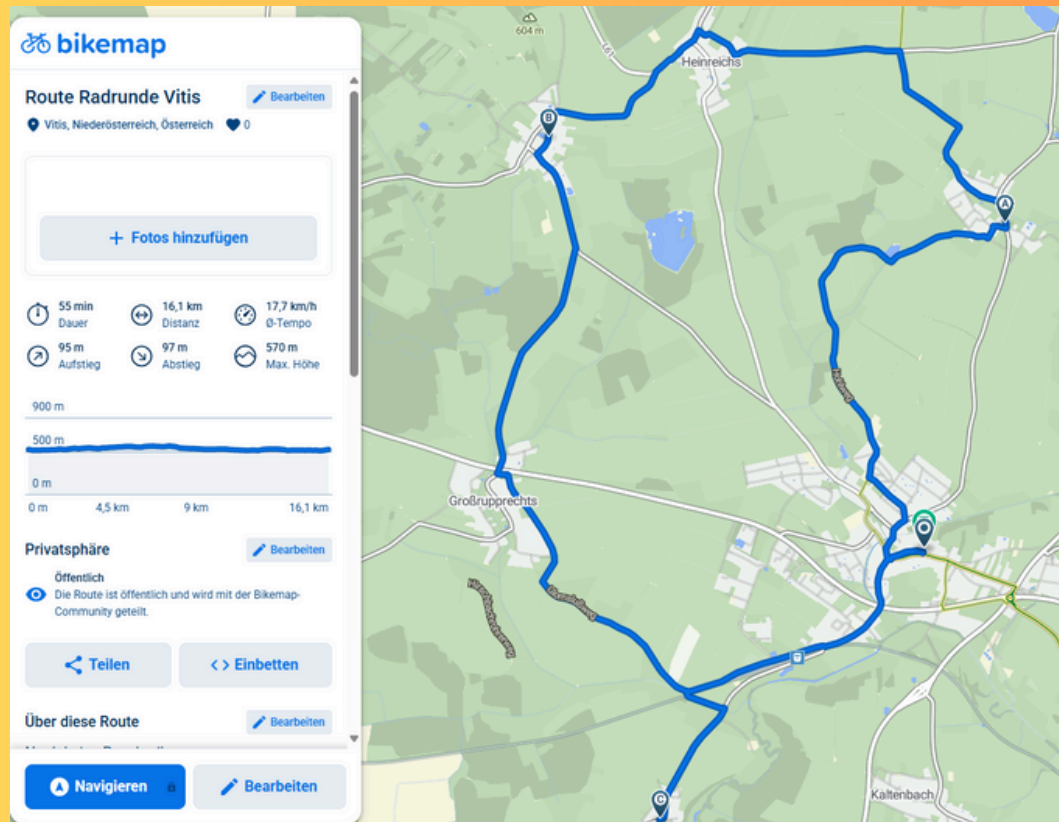 bikemap
Route Radrunde Vitis
Bearbeiten
Vitis, Niederösterreich, Österreich
0
+ Fotos hinzufügen
55 min
Dauer
16,1 km
Distanz
17,7 km/h
Ø-Tempo
95 m
Aufstieg
97 m
Abstieg
570 m
Max. Höhe
900 m
500 m
0 m
0 m 4,5 km 9 km 16,1 km
Privatsphäre
Bearbeiten
Öffentlich
Die Route ist öffentlich und wird mit der Bikemap-
Community geteilt.
Teilen
<> Einbetten
Über diese Route
Bearbeiten
Navigieren
Bearbeiten
604 m
L61
Heinreichs
B
A
Großrupprechts
C
Kaltenbach